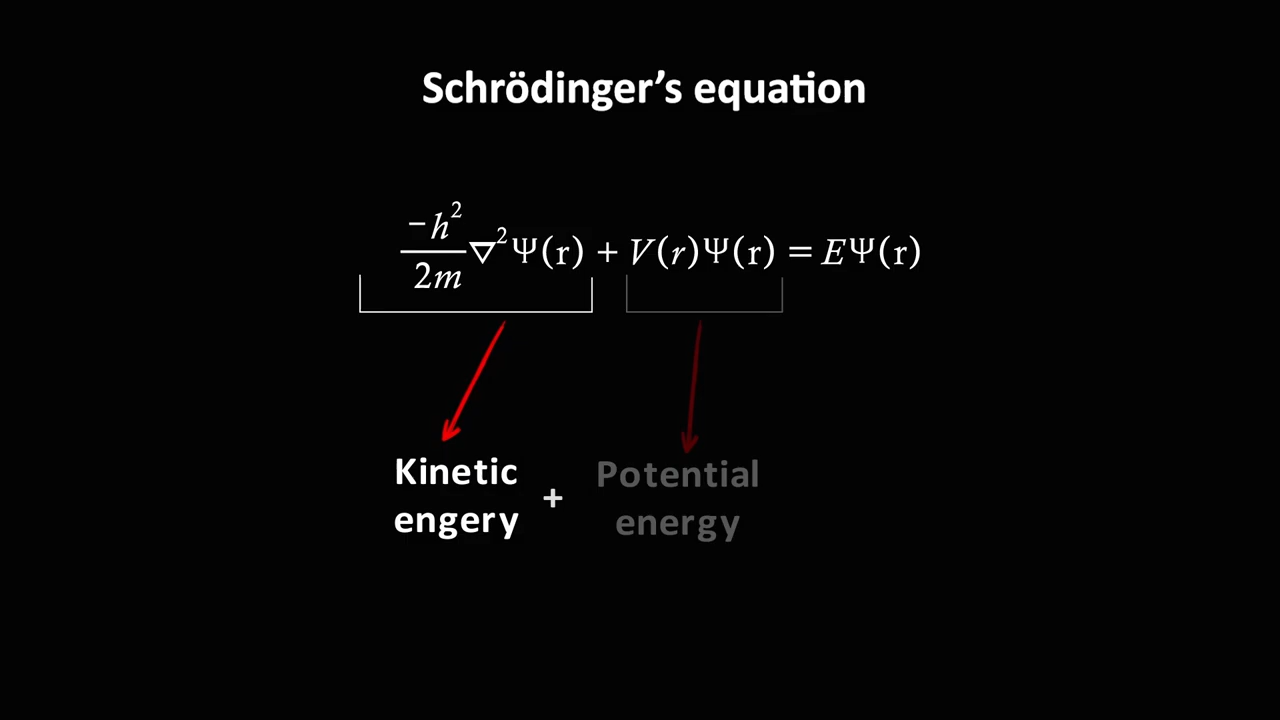 Schrödinger's equation
−h²/2m ∇²Ψ(r) + V(r)Ψ(r) = EΨ(r)
Kinetic
engery
+
Potential
energy